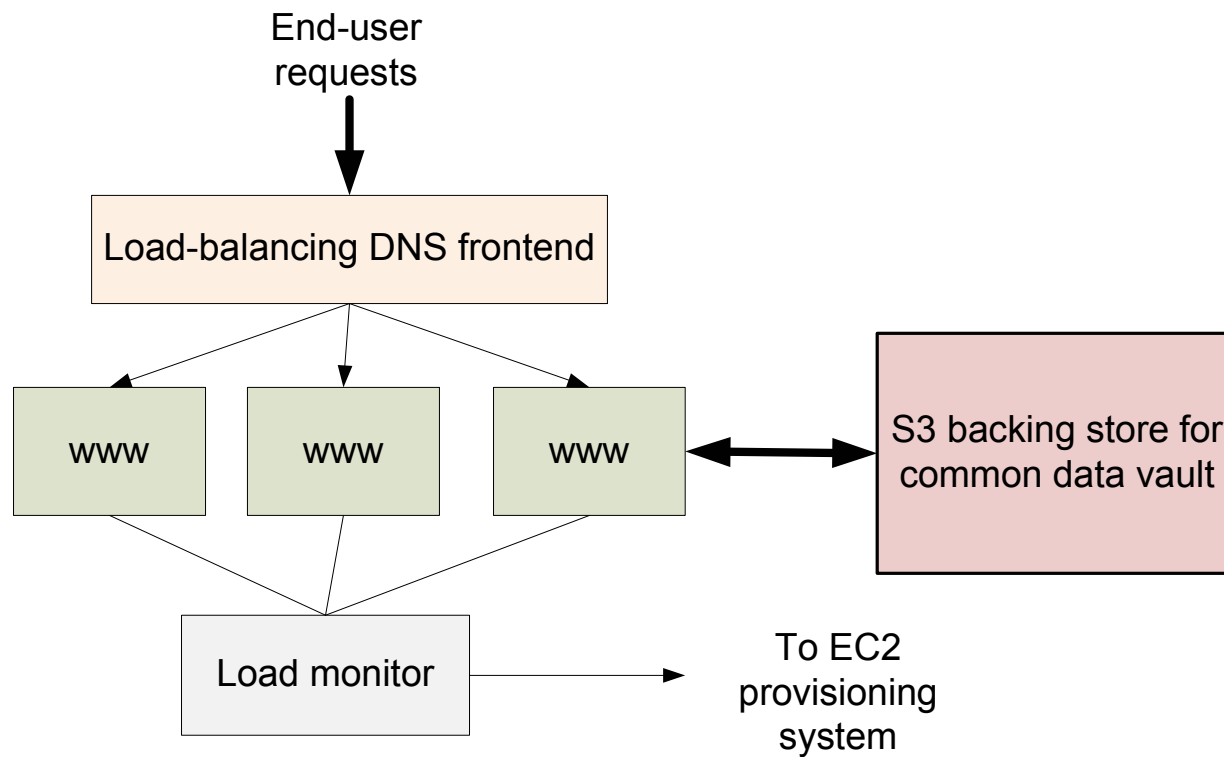 End-user
requests
Load-balancing DNS frontend
www
www
www
S3 backing store for
common data vault
Load monitor
To EC2
provisioning
system